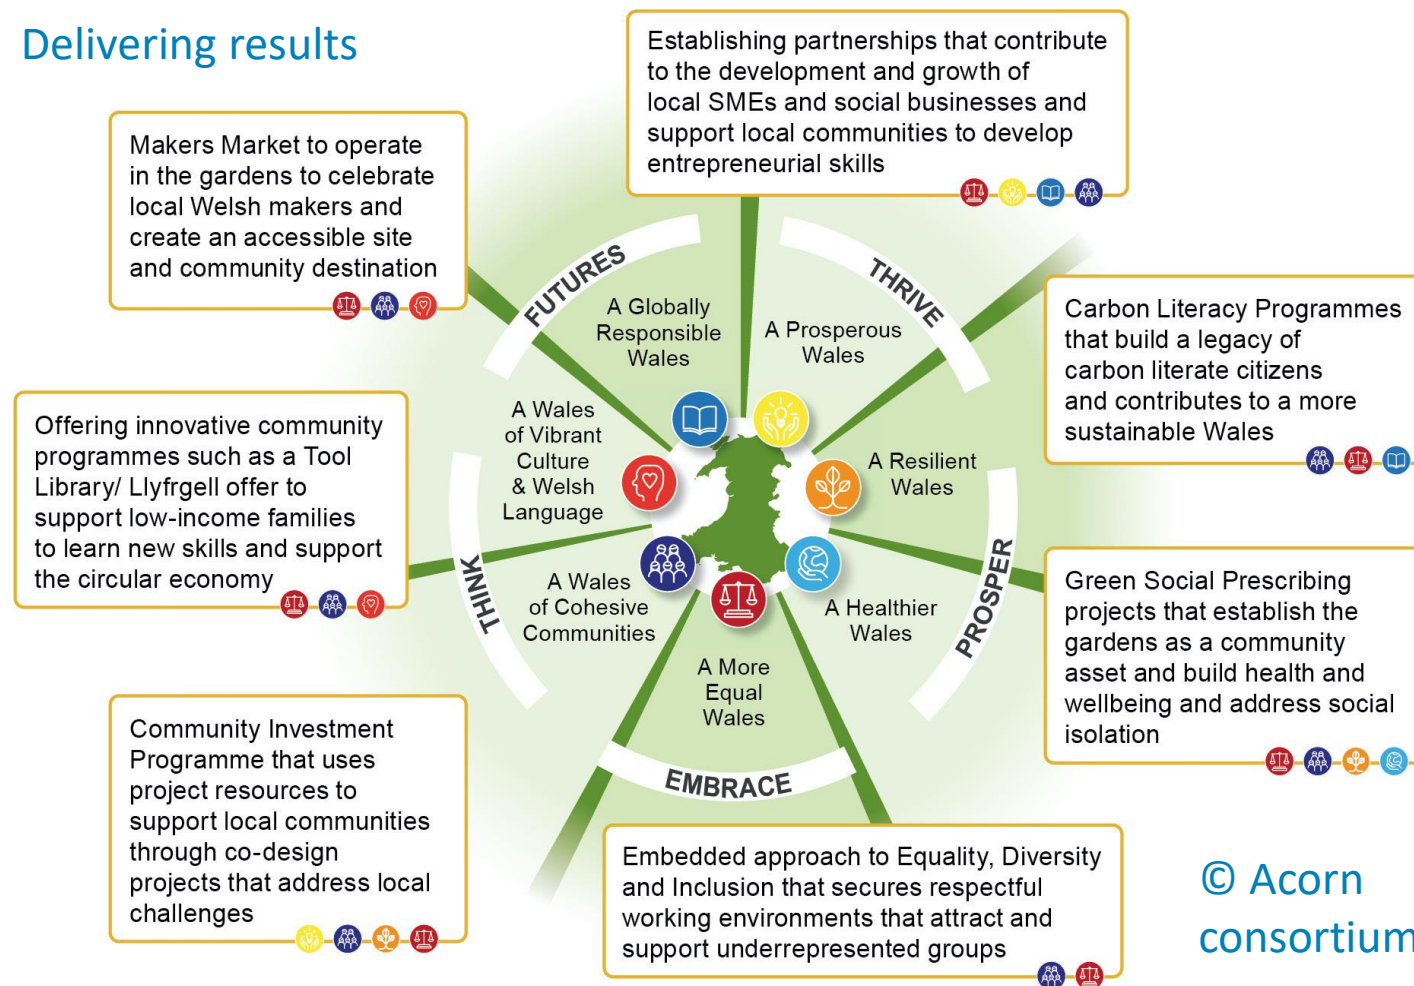 Delivering results
Establishing partnerships that contribute
to the development and growth of
local SMEs and social businesses and
support local communities to develop
entrepreneurial skills
Makers Market to operate
in the gardens to celebrate
local Welsh makers and
create an accessible site
and community destination
Carbon Literacy Programmes
that build a legacy of
carbon literate citizens
and contributes to a more
sustainable Wales
Offering innovative community
programmes such as a Tool
Library/ Llyfrgell offer to
support low-income families
to learn new skills and support
the circular economy
Green Social Prescribing
projects that establish the
gardens as a community
asset and build health and
wellbeing and address social
isolation
Community Investment
Programme that uses
project resources to
support local communities
through co-design
projects that address local
challenges
Embedded approach to Equality, Diversity
and Inclusion that secures respectful
working environments that attract and
support underrepresented groups
FUTURES
THRIVE
PROSPER
EMBRACE
THINK
A Globally
Responsible
Wales
A Prosperous
Wales
A Resilient
Wales
A Healthier
Wales
A More
Equal
Wales
A Wales
of Cohesive
Communities
A Wales
of Vibrant
Culture
& Welsh
Language
© Acorn
consortium